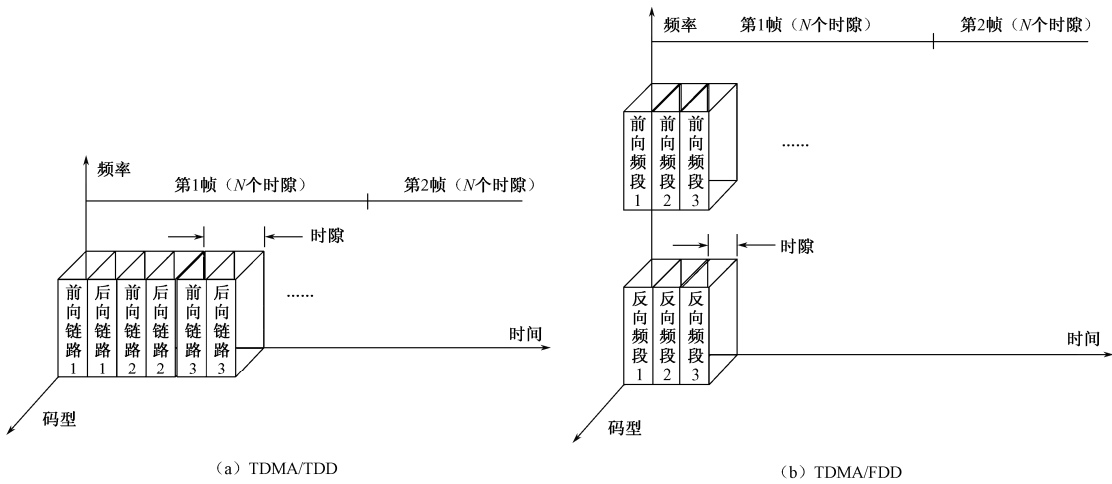 频率
第1帧（N个时隙）
第2帧（N个时隙）
时隙
前向链路1
后向链路1
前向链路2
后向链路2
前向链路3
后向链路3
……
时间
码型
（a）TDMA/TDD
频率
第1帧（N个时隙）
第2帧（N个时隙）
前向频段1
前向频段2
前向频段3
……
时隙
反向频段1
反向频段2
反向频段3
时间
码型
（b）TDMA/FDD